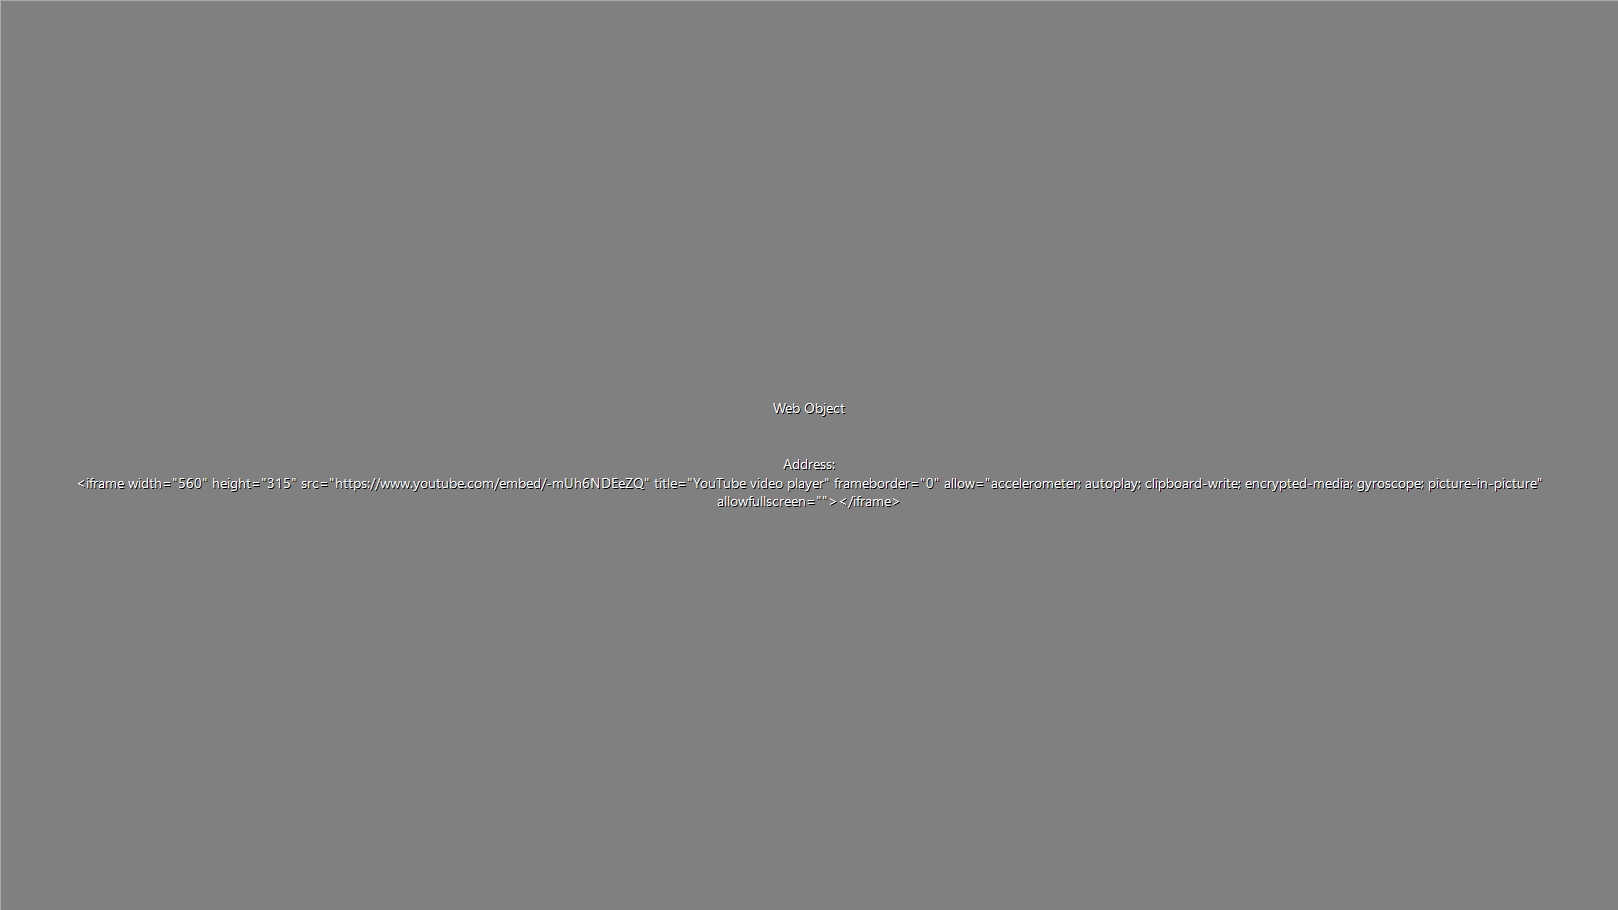 Web Object
Address:
<iframe width="560" height="315" src="https://www.youtube.com/embed/-mUh6NDEeZQ" title="YouTube video player" frameborder="0" allow="accelerometer; autoplay; clipboard-write; encrypted-media; gyroscope; picture-in-picture"
allowfullscreen=""></iframe>